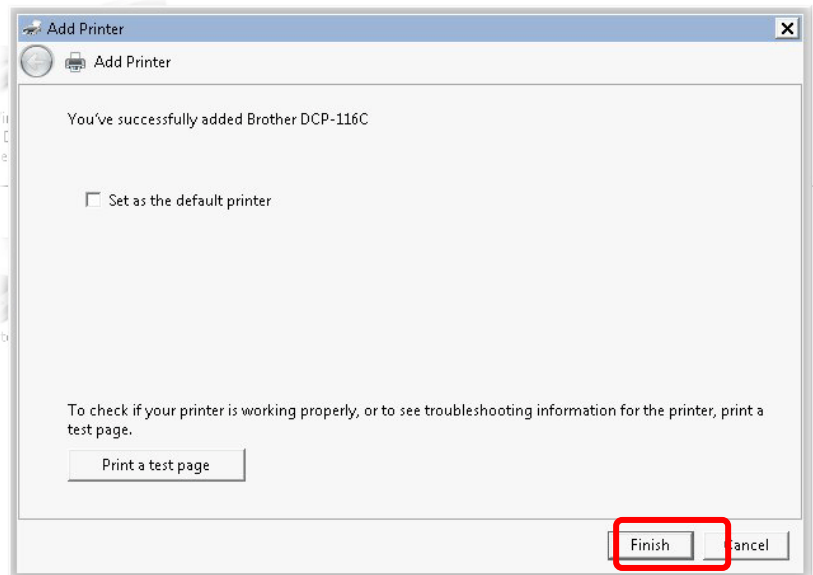 Add Printer
Add Printer
You've successfully added Brother DCP-116C
Set as the default printer
To check if your printer is working properly, or to see troubleshooting information for the printer, print a
test page.
Print a test page
Finish
Cancel